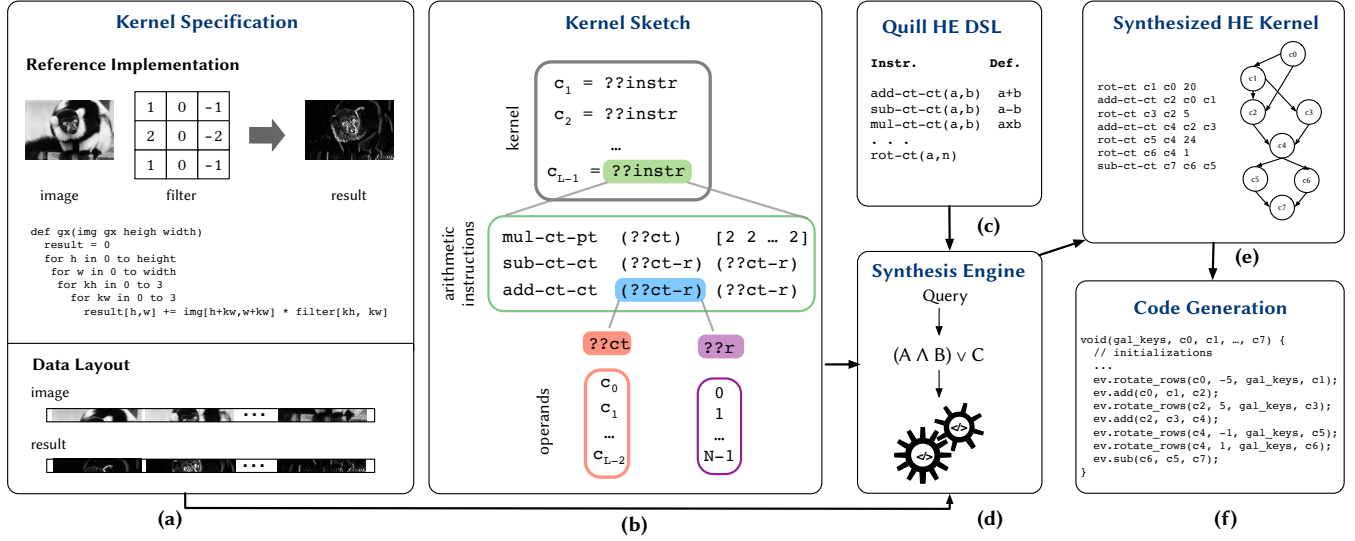 Kernel Specification
Reference Implementation
1 0 -1
2 0 -2
1 0 -1
image filter result
def gx(img gx heigh width)
result = 0
for h in 0 to height
for w in 0 to width
for kh in 0 to 3
for kw in 0 to 3
result[h,w] += img[h+kw,w+kw] * filter[kh, kw]
Data Layout
image
...
result
...
(a)
Kernel Sketch
kernel
c1 = ??instr
c2 = ??instr
…
cL-1 = ??instr
arithmetic
instructions
mul-ct-pt (??ct) [2 2 … 2]
sub-ct-ct (??ct-r) (??ct-r)
add-ct-ct (??ct-r) (??ct-r)
??ct ??r
operands
c0 0
c1 1
… …
cL-2 N-1
(b)
Quill HE DSL
Instr. Def.
add-ct-ct(a,b) a+b
sub-ct-ct(a,b) a-b
mul-ct-ct(a,b) axb
. . .
rot-ct(a,n)
(c)
Synthesis Engine
Query
(A ∧ B) ∨ C
</>
</>
(d)
Synthesized HE Kernel
rot-ct c1 c0 20
add-ct-ct c2 c0 c1
rot-ct c3 c2 5
add-ct-ct c4 c2 c3
rot-ct c5 c4 24
rot-ct c6 c4 1
sub-ct-ct c7 c6 c5
c0
c1
c2 c3
c4
c5 c6
c7
(e)
Code Generation
void(gal_keys, c0, c1, …, c7) {
// initializations
...
ev.rotate_rows(c0, -5, gal_keys, c1);
ev.add(c0, c1, c2);
ev.rotate_rows(c2, 5, gal_keys, c3);
ev.add(c2, c3, c4);
ev.rotate_rows(c4, -1, gal_keys, c5);
ev.rotate_rows(c4, 1, gal_keys, c6);
ev.sub(c6, c5, c7);
}
(f)